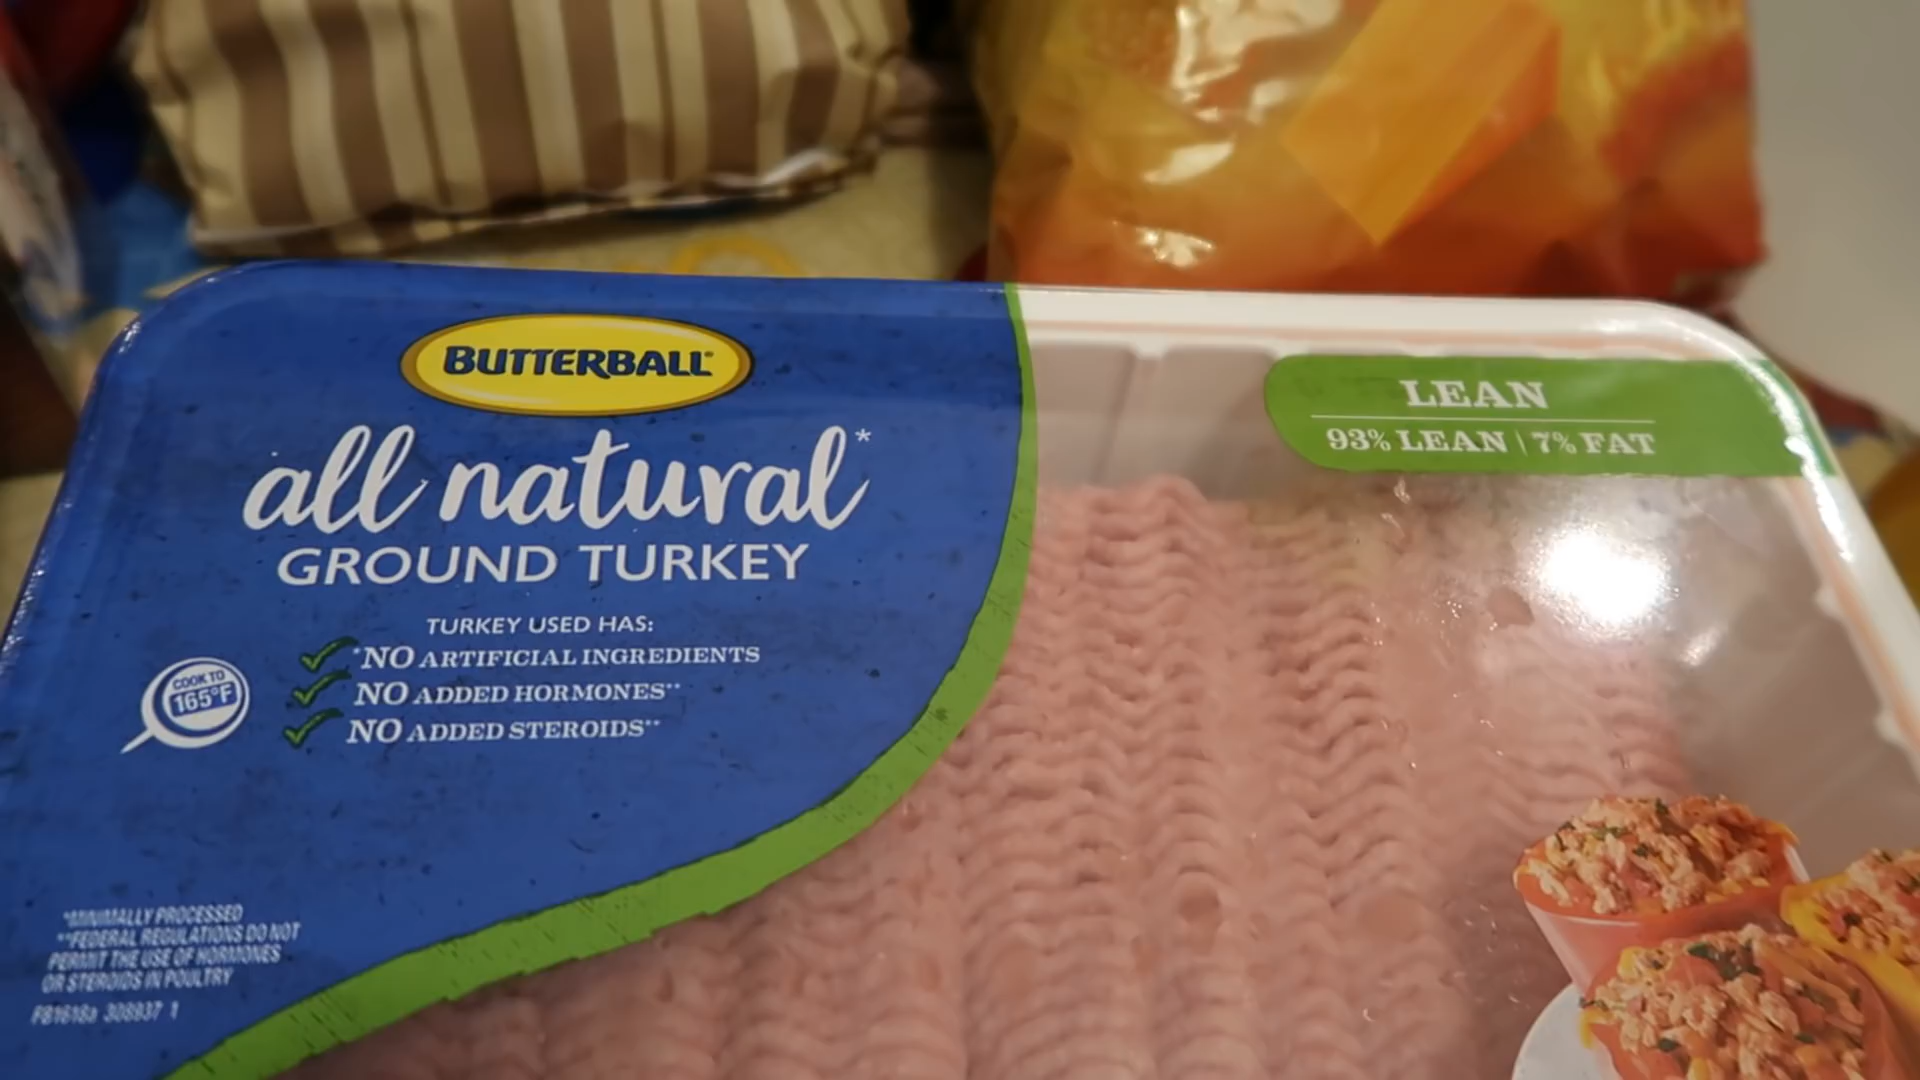 BUTTERBALL®
all natural*
GROUND TURKEY
TURKEY USED HAS:
*NO ARTIFICIAL INGREDIENTS
NO ADDED HORMONES**
NO ADDED STEROIDS**
COOK TO
165°F
*MINIMALLY PROCESSED
**FEDERAL REGULATIONS DO NOT
PERMIT THE USE OF HORMONES
OR STEROIDS IN POULTRY
LEAN
93% LEAN | 7% FAT